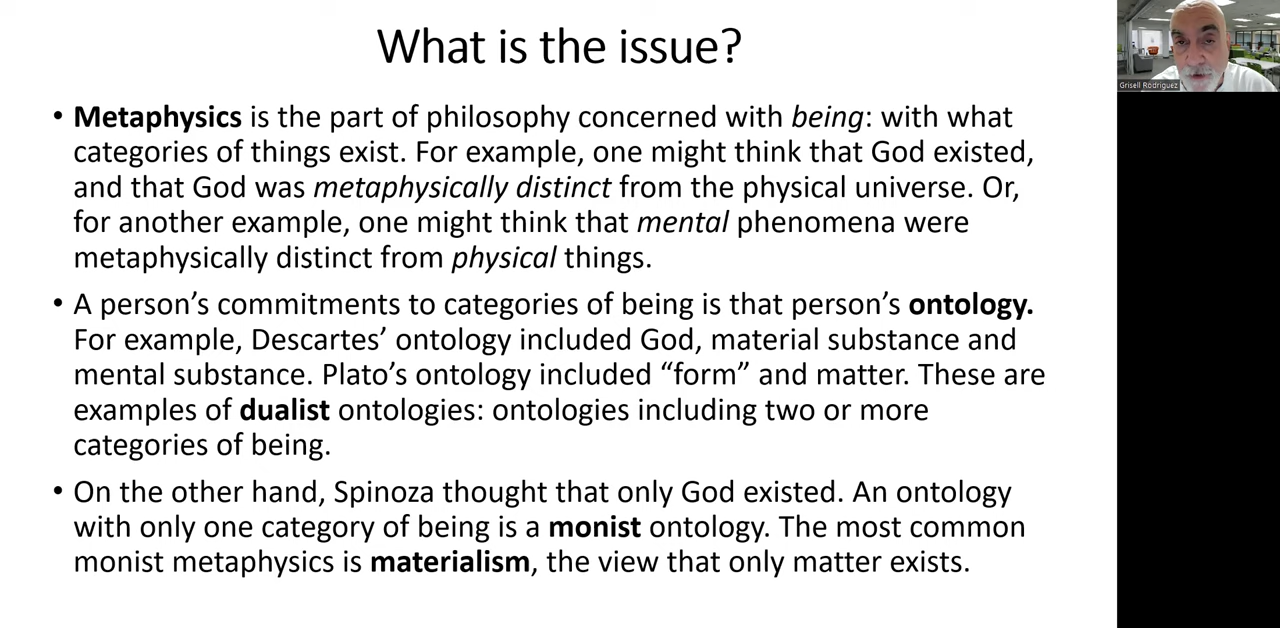 What is the issue?
• Metaphysics is the part of philosophy concerned with being: with what
categories of things exist. For example, one might think that God existed,
and that God was metaphysically distinct from the physical universe. Or,
for another example, one might think that mental phenomena were
metaphysically distinct from physical things.
• A person’s commitments to categories of being is that person’s ontology.
For example, Descartes’ ontology included God, material substance and
mental substance. Plato’s ontology included “form” and matter. These are
examples of dualist ontologies: ontologies including two or more
categories of being.
• On the other hand, Spinoza thought that only God existed. An ontology
with only one category of being is a monist ontology. The most common
monist metaphysics is materialism, the view that only matter exists.
Grisell Rodriguez